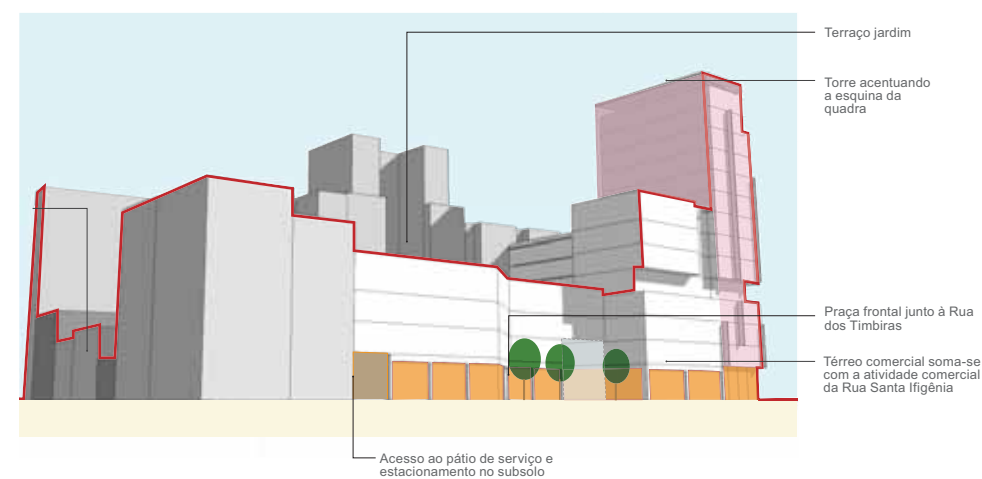 Terraço jardim
Torre acentuando
a esquina da
quadra
Praça frontal junto à Rua
dos Timbiras
Térreo comercial soma-se
com a atividade comercial
da Rua Santa Ifigênia
Acesso ao pátio de serviço e
estacionamento no subsolo